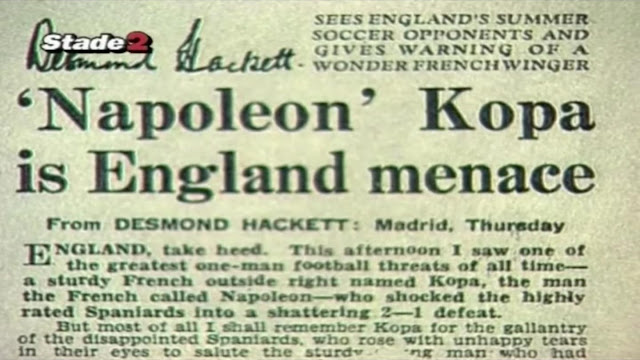 Stade2
Desmond Hackett.
SEES ENGLAND'S SUMMER
SOCCER OPPONENTS AND
GIVES WARNING OF A
WONDER FRENCH WINGER
'Napoleon' Kopa
is England menace
From DESMOND HACKETT: Madrid, Thursday
ENGLAND, take heed. This afternoon I saw one of
the greatest one-man football threats of all time—
a sturdy French outside right named Kopa, the man
the French called Napoleon—who shocked the highly
rated Spaniards into a shattering 2—1 defeat.
But most of all I shall remember Kopa for the gallantry
of the disappointed Spaniards, who rose with unhappy tears
in their eyes to salute the man who had